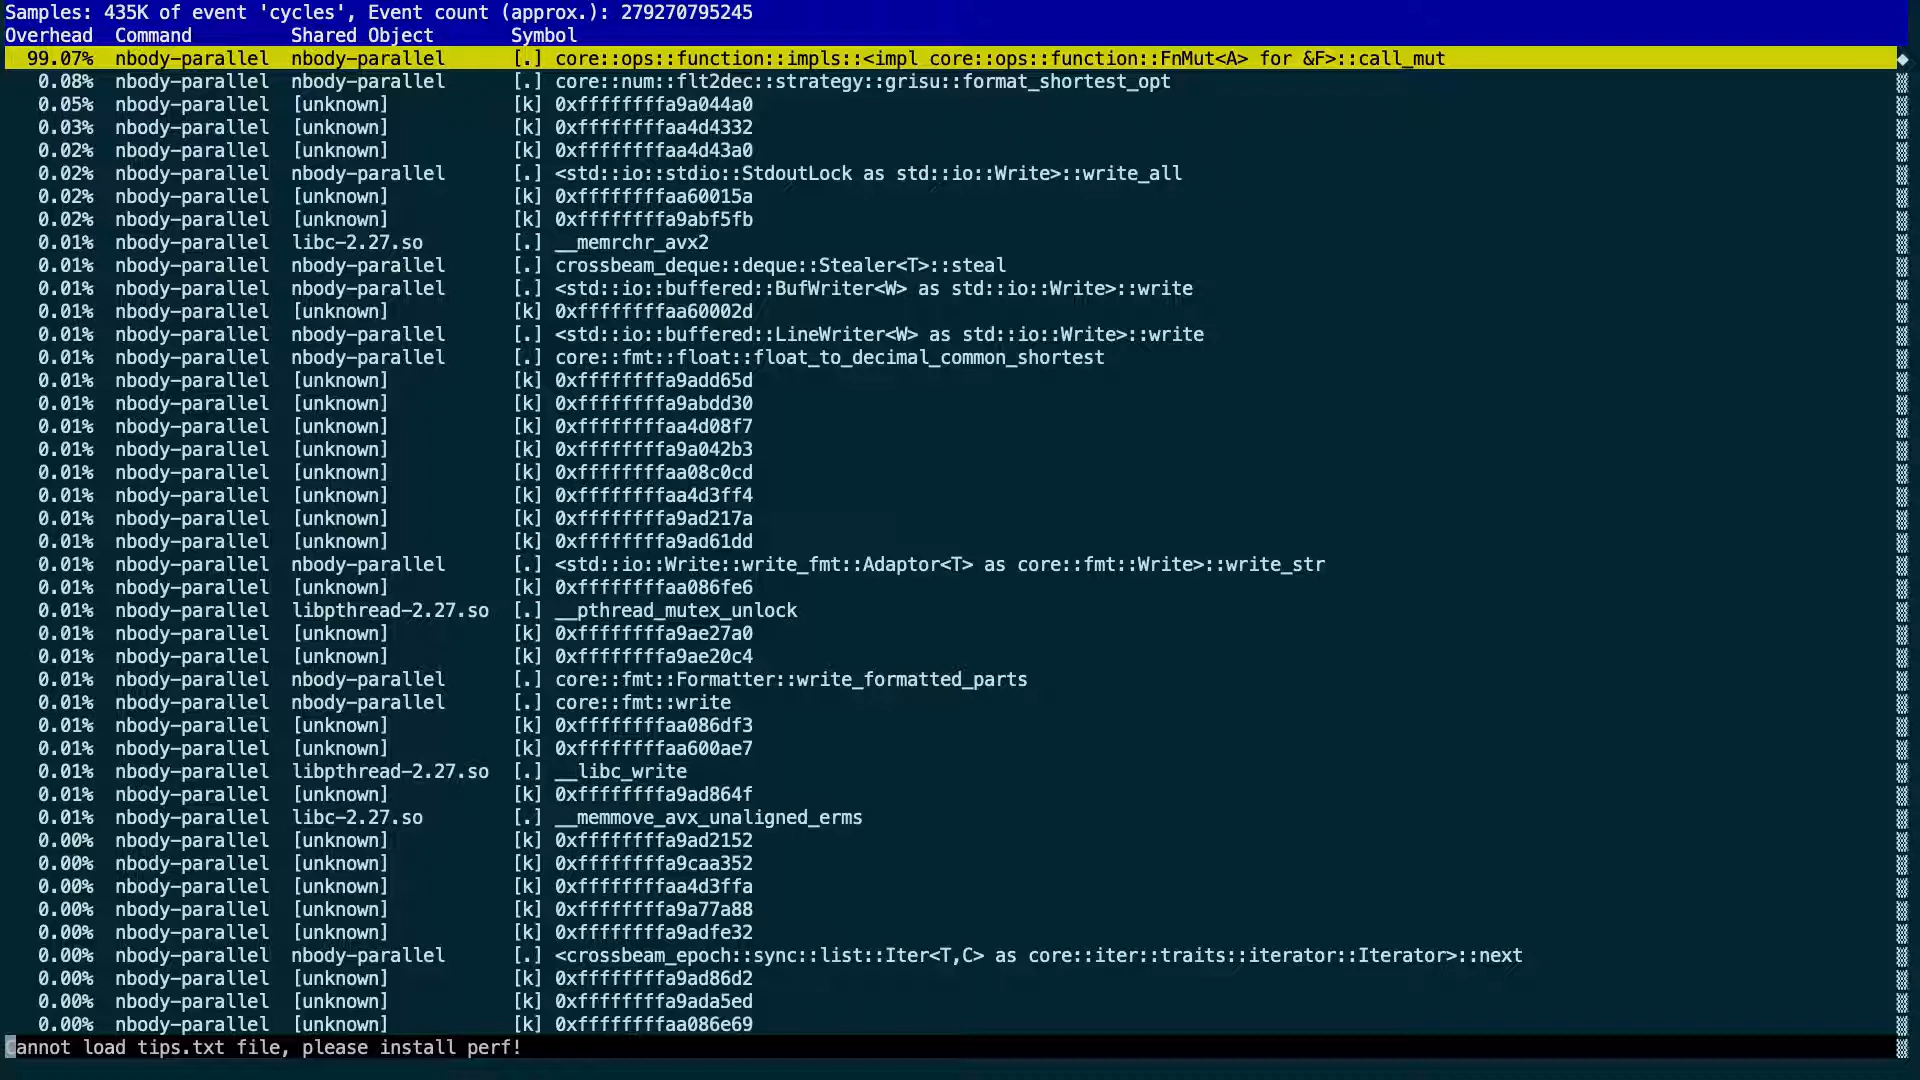 Samples: 435K of event 'cycles', Event count (approx.): 279270795245
Overhead  Command         Shared Object       Symbol
99.07%  nbody-parallel  nbody-parallel      [.] core::ops::function::impls::<impl core::ops::function::FnMut<A> for &F>::call_mut
0.08%  nbody-parallel  nbody-parallel      [.] core::num::flt2dec::strategy::grisu::format_shortest_opt
0.05%  nbody-parallel  [unknown]           [k] 0xffffffffa9a044a0
0.03%  nbody-parallel  [unknown]           [k] 0xffffffffaa4d4332
0.02%  nbody-parallel  [unknown]           [k] 0xffffffffaa4d43a0
0.02%  nbody-parallel  nbody-parallel      [.] <std::io::stdio::StdoutLock as std::io::Write>::write_all
0.02%  nbody-parallel  [unknown]           [k] 0xffffffffaa60015a
0.02%  nbody-parallel  [unknown]           [k] 0xffffffffa9abf5fb
0.01%  nbody-parallel  libc-2.27.so        [.] __memrchr_avx2
0.01%  nbody-parallel  nbody-parallel      [.] crossbeam_deque::deque::Stealer<T>::steal
0.01%  nbody-parallel  nbody-parallel      [.] <std::io::buffered::BufWriter<W> as std::io::Write>::write
0.01%  nbody-parallel  [unknown]           [k] 0xffffffffaa60002d
0.01%  nbody-parallel  nbody-parallel      [.] <std::io::buffered::LineWriter<W> as std::io::Write>::write
0.01%  nbody-parallel  nbody-parallel      [.] core::fmt::float::float_to_decimal_common_shortest
0.01%  nbody-parallel  [unknown]           [k] 0xffffffffa9add65d
0.01%  nbody-parallel  [unknown]           [k] 0xffffffffa9abdd30
0.01%  nbody-parallel  [unknown]           [k] 0xffffffffaa4d08f7
0.01%  nbody-parallel  [unknown]           [k] 0xffffffffa9a042b3
0.01%  nbody-parallel  [unknown]           [k] 0xffffffffaa08c0cd
0.01%  nbody-parallel  [unknown]           [k] 0xffffffffaa4d3ff4
0.01%  nbody-parallel  [unknown]           [k] 0xffffffffa9ad217a
0.01%  nbody-parallel  [unknown]           [k] 0xffffffffa9ad61dd
0.01%  nbody-parallel  nbody-parallel      [.] <std::io::Write::write_fmt::Adaptor<T> as core::fmt::Write>::write_str
0.01%  nbody-parallel  [unknown]           [k] 0xffffffffaa086fe6
0.01%  nbody-parallel  libpthread-2.27.so  [.] __pthread_mutex_unlock
0.01%  nbody-parallel  [unknown]           [k] 0xffffffffa9ae27a0
0.01%  nbody-parallel  [unknown]           [k] 0xffffffffa9ae20c4
0.01%  nbody-parallel  nbody-parallel      [.] core::fmt::Formatter::write_formatted_parts
0.01%  nbody-parallel  nbody-parallel      [.] core::fmt::write
0.01%  nbody-parallel  [unknown]           [k] 0xffffffffaa086df3
0.01%  nbody-parallel  [unknown]           [k] 0xffffffffaa600ae7
0.01%  nbody-parallel  libpthread-2.27.so  [.] __libc_write
0.01%  nbody-parallel  [unknown]           [k] 0xffffffffa9ad864f
0.01%  nbody-parallel  libc-2.27.so        [.] __memmove_avx_unaligned_erms
0.00%  nbody-parallel  [unknown]           [k] 0xffffffffa9ad2152
0.00%  nbody-parallel  [unknown]           [k] 0xffffffffa9caa352
0.00%  nbody-parallel  [unknown]           [k] 0xffffffffaa4d3ffa
0.00%  nbody-parallel  [unknown]           [k] 0xffffffffa9a77a88
0.00%  nbody-parallel  [unknown]           [k] 0xffffffffa9adfe32
0.00%  nbody-parallel  nbody-parallel      [.] <crossbeam_epoch::sync::list::Iter<T,C> as core::iter::traits::iterator::Iterator>::next
0.00%  nbody-parallel  [unknown]           [k] 0xffffffffa9ad86d2
0.00%  nbody-parallel  [unknown]           [k] 0xffffffffa9ada5ed
0.00%  nbody-parallel  [unknown]           [k] 0xffffffffaa086e69
Cannot load tips.txt file, please install perf!